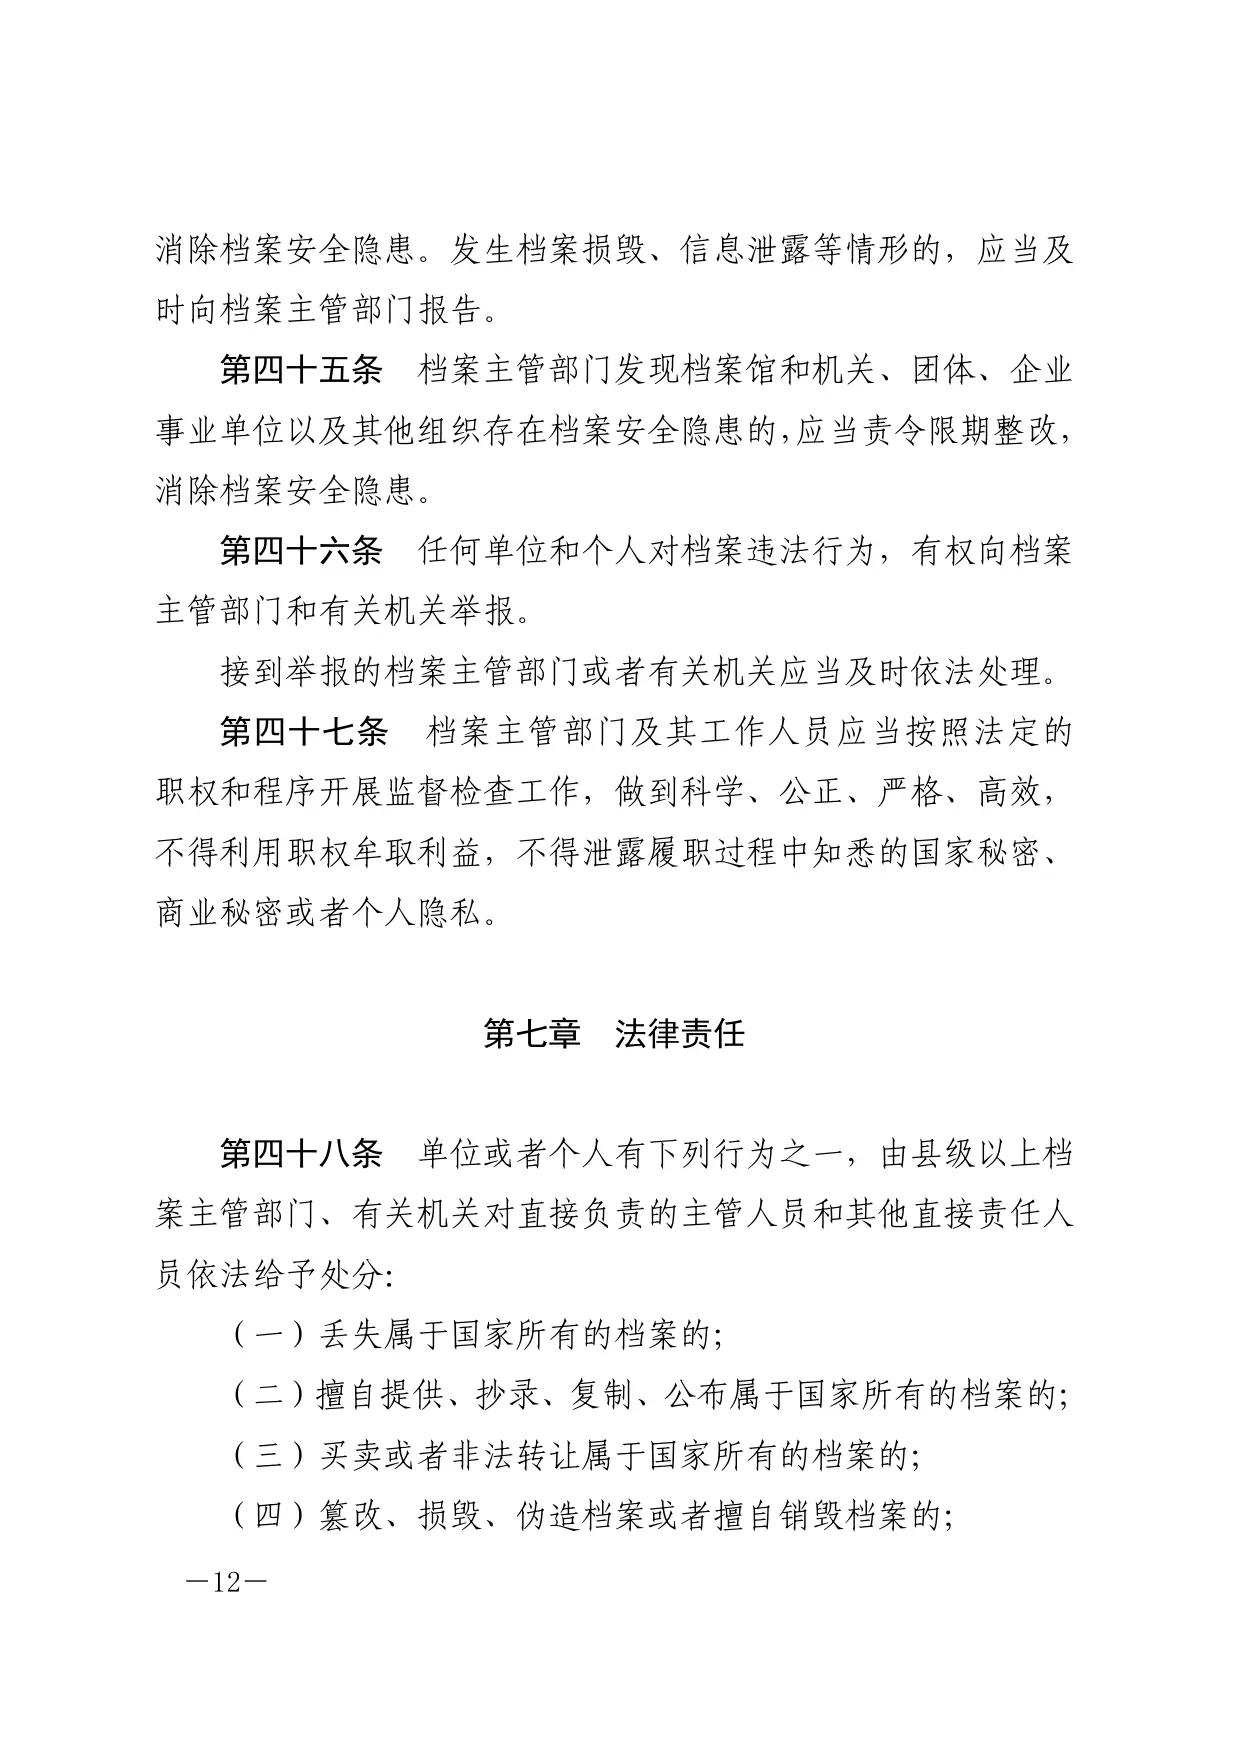 消除档案安全隐患。发生档案损毁、信息泄露等情形的，应当及
时向档案主管部门报告。
第四十五条　档案主管部门发现档案馆和机关、团体、企业
事业单位以及其他组织存在档案安全隐患的，应当责令限期整改，
消除档案安全隐患。
第四十六条　任何单位和个人对档案违法行为，有权向档案
主管部门和有关机关举报。
接到举报的档案主管部门或者有关机关应当及时依法处理。
第四十七条　档案主管部门及其工作人员应当按照法定的
职权和程序开展监督检查工作，做到科学、公正、严格、高效，
不得利用职权牟取利益，不得泄露履职过程中知悉的国家秘密、
商业秘密或者个人隐私。
第七章　法律责任
第四十八条　单位或者个人有下列行为之一，由县级以上档
案主管部门、有关机关对直接负责的主管人员和其他直接责任人
员依法给予处分：
（一）丢失属于国家所有的档案的；
（二）擅自提供、抄录、复制、公布属于国家所有的档案的；
（三）买卖或者非法转让属于国家所有的档案的；
（四）篡改、损毁、伪造档案或者擅自销毁档案的；
－12－